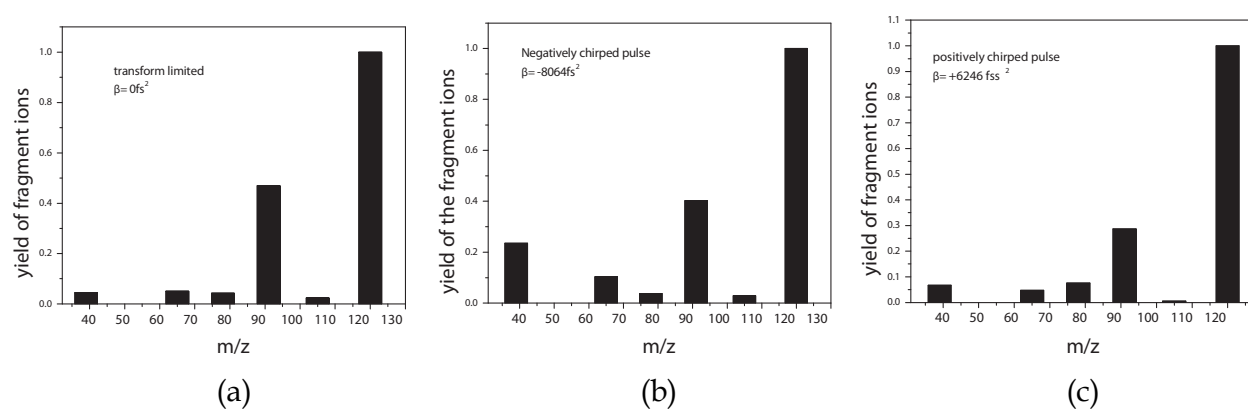 yield of fragment ions
1.0
0.8
0.6
0.4
0.2
0.0
transform limited
β= 0fs²
40 50 60 70 80 90 100 110 120 130
m/z
(a)
yield of the fragment ions
1.0
0.8
0.6
0.4
0.2
0.0
Negatively chirped pulse
β= -8064fs²
40 50 60 70 80 90 100 110 120 130
m/z
(b)
yield of fragment ions
1.1
1.0
0.9
0.8
0.7
0.6
0.5
0.4
0.3
0.2
0.1
0.0
positively chirped pulse
β= +6246 fss ²
40 50 60 70 80 90 100 110 120
m/z
(c)